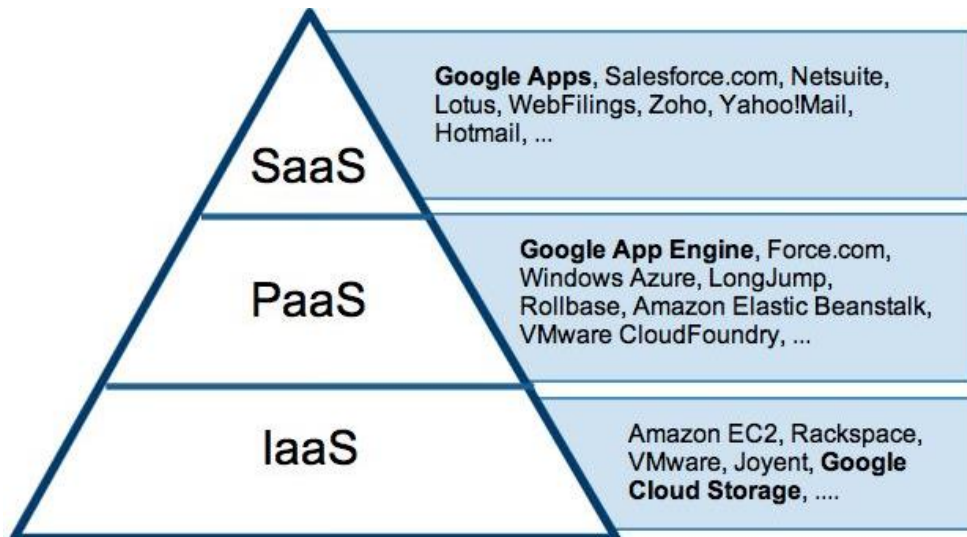 Google Apps, Salesforce.com, Netsuite,
Lotus, WebFilings, Zoho, Yahoo!Mail,
Hotmail, ...
SaaS
Google App Engine, Force.com,
Windows Azure, LongJump,
Rollbase, Amazon Elastic Beanstalk,
VMware CloudFoundry, ...
PaaS
Amazon EC2, Rackspace,
VMware, Joyent, Google
Cloud Storage, ....
IaaS